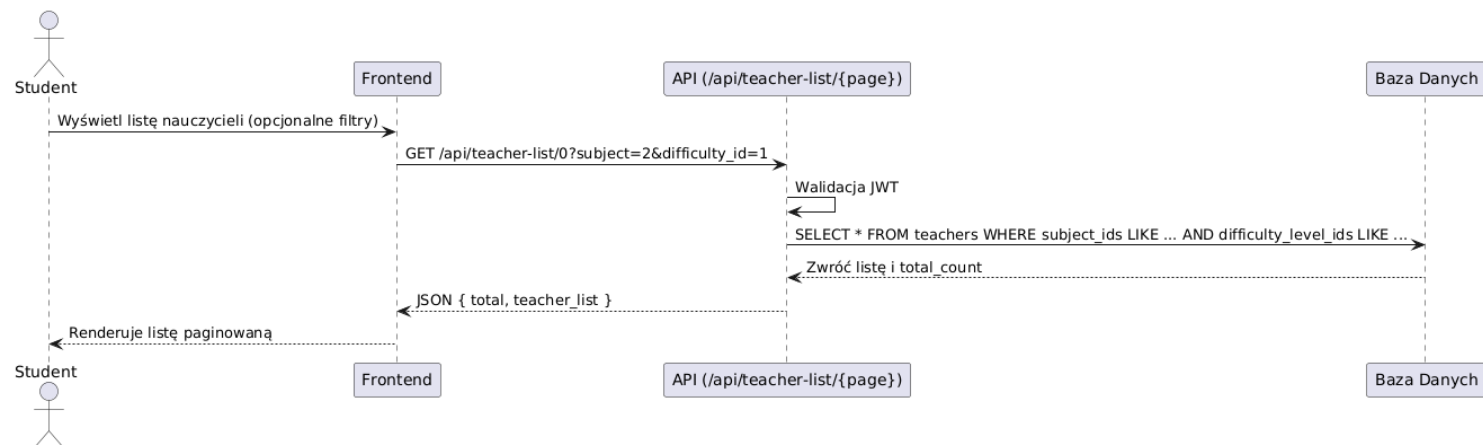 Student
Frontend
API (/api/teacher-list/{page})
Baza Danych
Wyświetl listę nauczycieli (opcjonalne filtry)
GET /api/teacher-list/0?subject=2&difficulty_id=1
Walidacja JWT
SELECT * FROM teachers WHERE subject_ids LIKE ... AND difficulty_level_ids LIKE ...
Zwróć listę i total_count
JSON { total, teacher_list }
Renderuje listę paginowaną
Student
Frontend
API (/api/teacher-list/{page})
Baza Danych